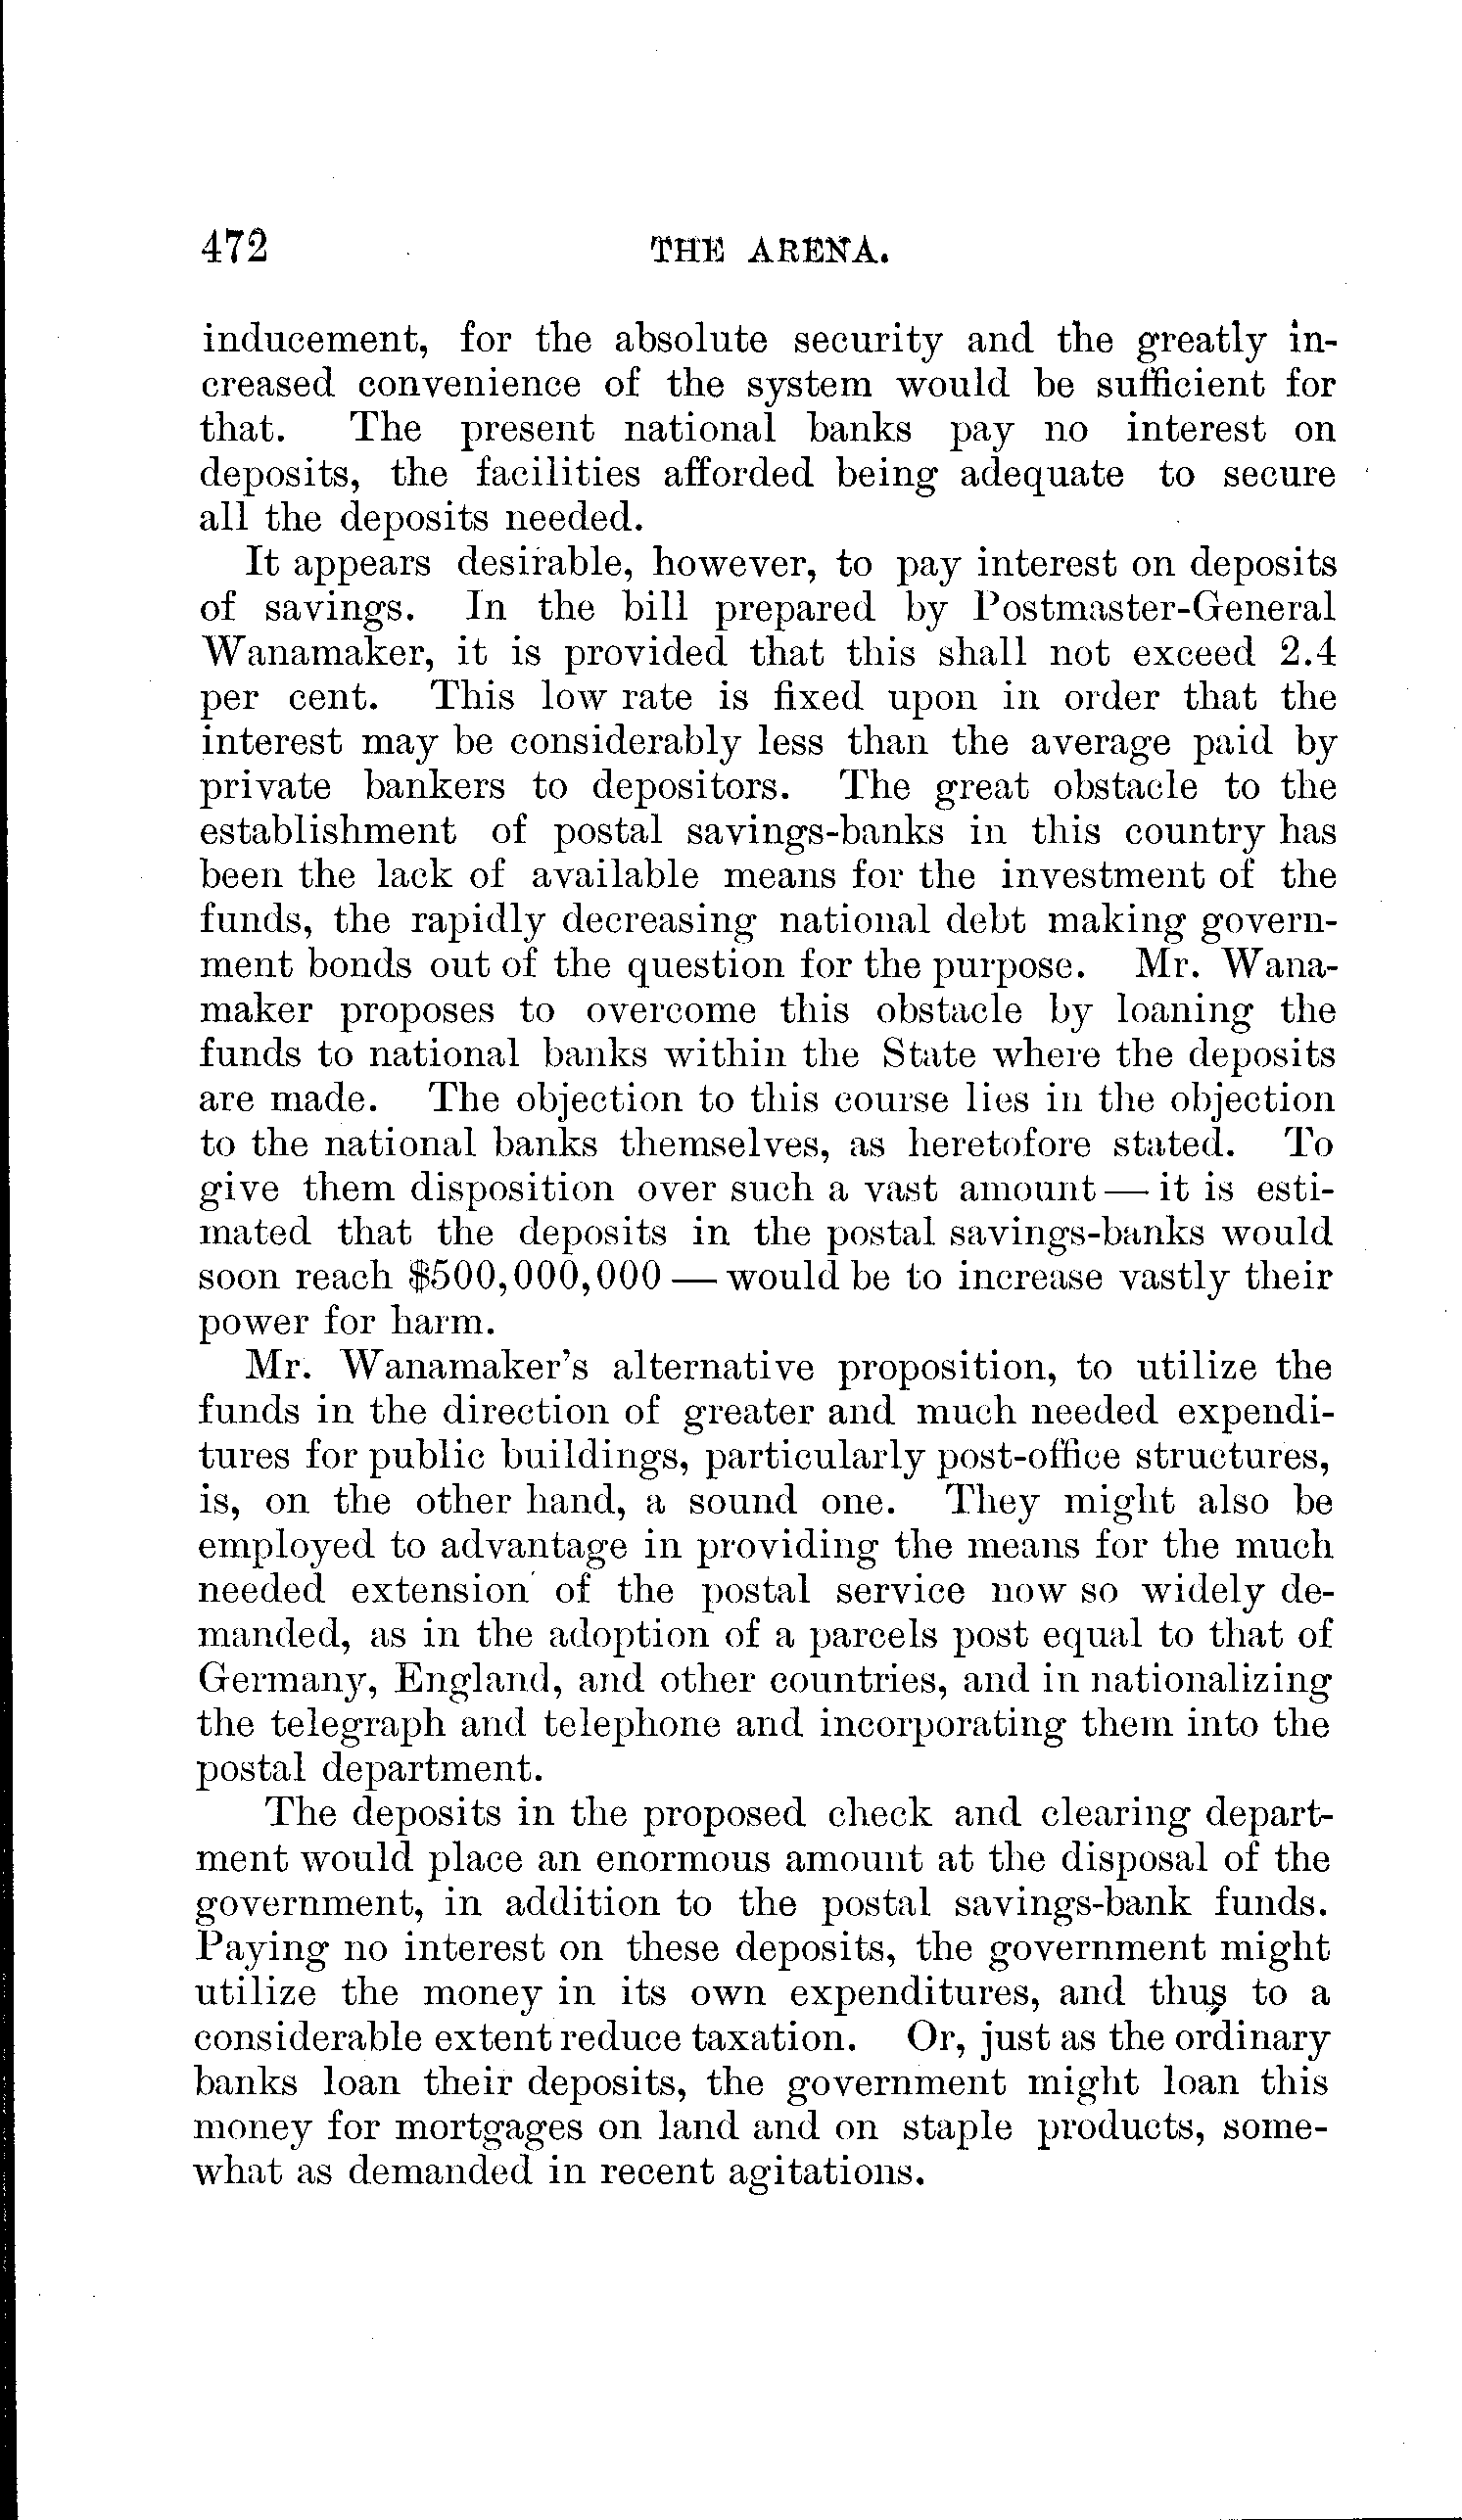 472 THE ARENA.
inducement, for the absolute security and the greatly in-
creased convenience of the system would be sufficient for
that. The present national banks pay no interest on
deposits, the facilities afforded being adequate to secure
all the deposits needed.
It appears desirable, however, to pay interest on deposits
of savings. In the bill prepared by Postmaster-General
Wanamaker, it is provided that this shall not exceed 2.4
per cent. This low rate is fixed upon in order that the
interest may be considerably less than the average paid by
private bankers to depositors. The great obstacle to the
establishment of postal savings-banks in this country has
been the lack of available means for the investment of the
funds, the rapidly decreasing national debt making govern-
ment bonds out of the question for the purpose. Mr. Wana-
maker proposes to overcome this obstacle by loaning the
funds to national banks within the State where the deposits
are made. The objection to this course lies in the objection
to the national banks themselves, as heretofore stated. To
give them disposition over such a vast amount — it is esti-
mated that the deposits in the postal savings-banks would
soon reach $500,000,000 — would be to increase vastly their
power for harm.
Mr. Wanamaker's alternative proposition, to utilize the
funds in the direction of greater and much needed expendi-
tures for public buildings, particularly post-office structures,
is, on the other hand, a sound one. They might also be
employed to advantage in providing the means for the much
needed extension of the postal service now so widely de-
manded, as in the adoption of a parcels post equal to that of
Germany, England, and other countries, and in nationalizing
the telegraph and telephone and incorporating them into the
postal department.
The deposits in the proposed check and clearing depart-
ment would place an enormous amount at the disposal of the
government, in addition to the postal savings-bank funds.
Paying no interest on these deposits, the government might
utilize the money in its own expenditures, and thus to a
considerable extent reduce taxation. Or, just as the ordinary
banks loan their deposits, the government might loan this
money for mortgages on land and on staple products, some-
what as demanded in recent agitations.